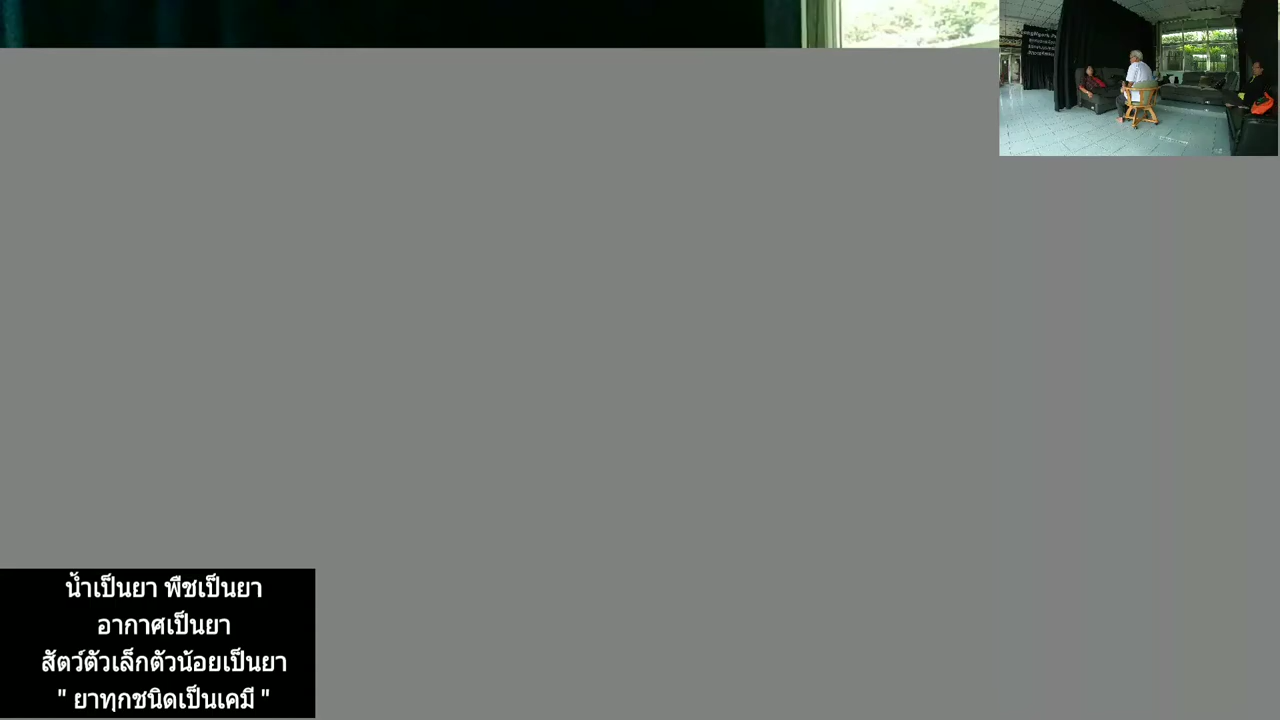 น้ำเป็นยา พืชเป็นยา
อากาศเป็นยา
สัตว์ตัวเล็กตัวน้อยเป็นยา
" ยาทุกชนิดเป็นเคมี "